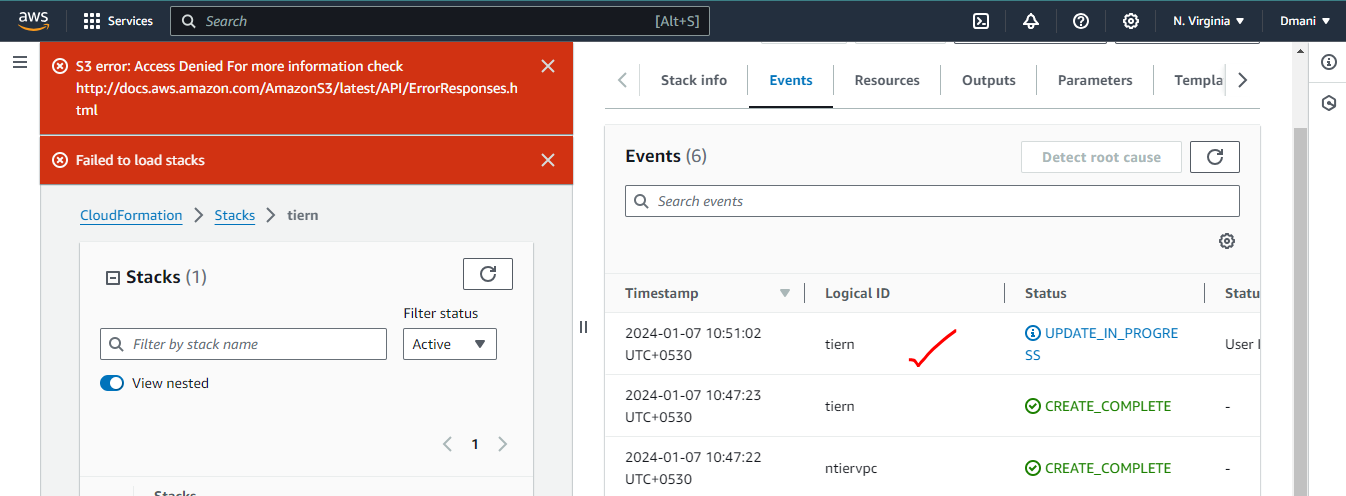 aws
Services
Search
[Alt+S]
N. Virginia
Dmani
S3 error: Access Denied For more information check
http://docs.aws.amazon.com/AmazonS3/latest/API/ErrorResponses.h
tml
Failed to load stacks
CloudFormation
Stacks
tiern
Stacks (1)
Filter status
Filter by stack name
Active
View nested
1
Stacks
Stack info
Events
Resources
Outputs
Parameters
Templa
Events (6)
Detect root cause
Search events
Timestamp
Logical ID
Status
Statu
2024-01-07 10:51:02
UTC+0530
tiern
UPDATE_IN_PROGRE
SS
User I
2024-01-07 10:47:23
UTC+0530
tiern
CREATE_COMPLETE
-
2024-01-07 10:47:22
UTC+0530
ntiervpc
CREATE_COMPLETE
-